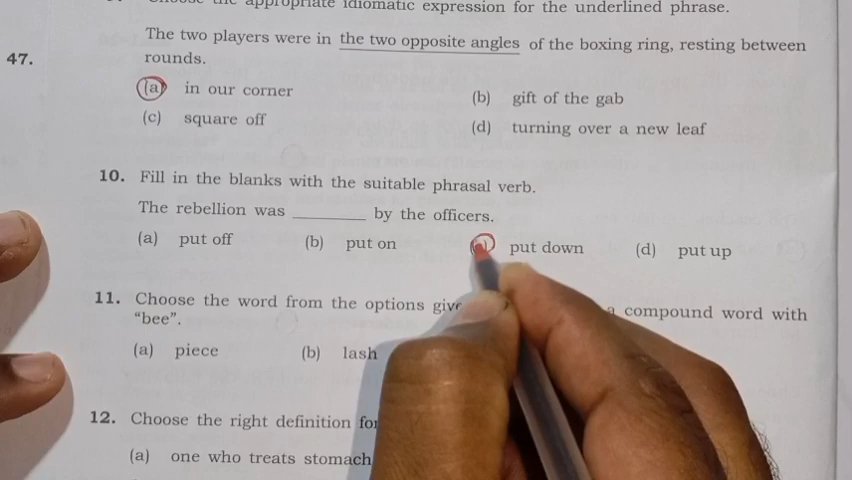 appropriate idiomatic expression for the underlined phrase.
The two players were in the two opposite angles of the boxing ring, resting between
47.
rounds.
(a) in our corner
(b) gift of the gab
(c) square off
(d) turning over a new leaf
10. Fill in the blanks with the suitable phrasal verb.
The rebellion was ________ by the officers.
(a) put off (b) put on put down (d) put up
11. Choose the word from the options a compound word with
"bee".
(a) piece (b) lash
12. Choose the right definition
(a) one who treats stomach